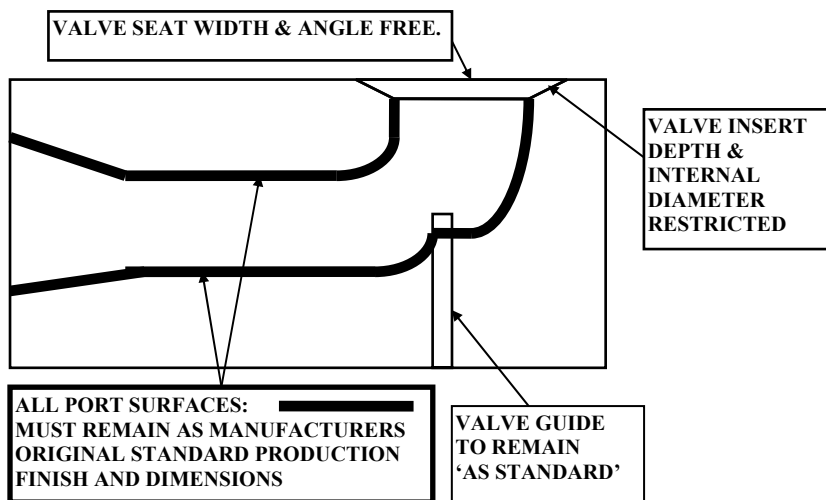 VALVE SEAT WIDTH & ANGLE FREE.
VALVE INSERT
DEPTH &
INTERNAL
DIAMETER
RESTRICTED
ALL PORT SURFACES:
MUST REMAIN AS MANUFACTURERS
ORIGINAL STANDARD PRODUCTION
FINISH AND DIMENSIONS
VALVE GUIDE
TO REMAIN
‘AS STANDARD’